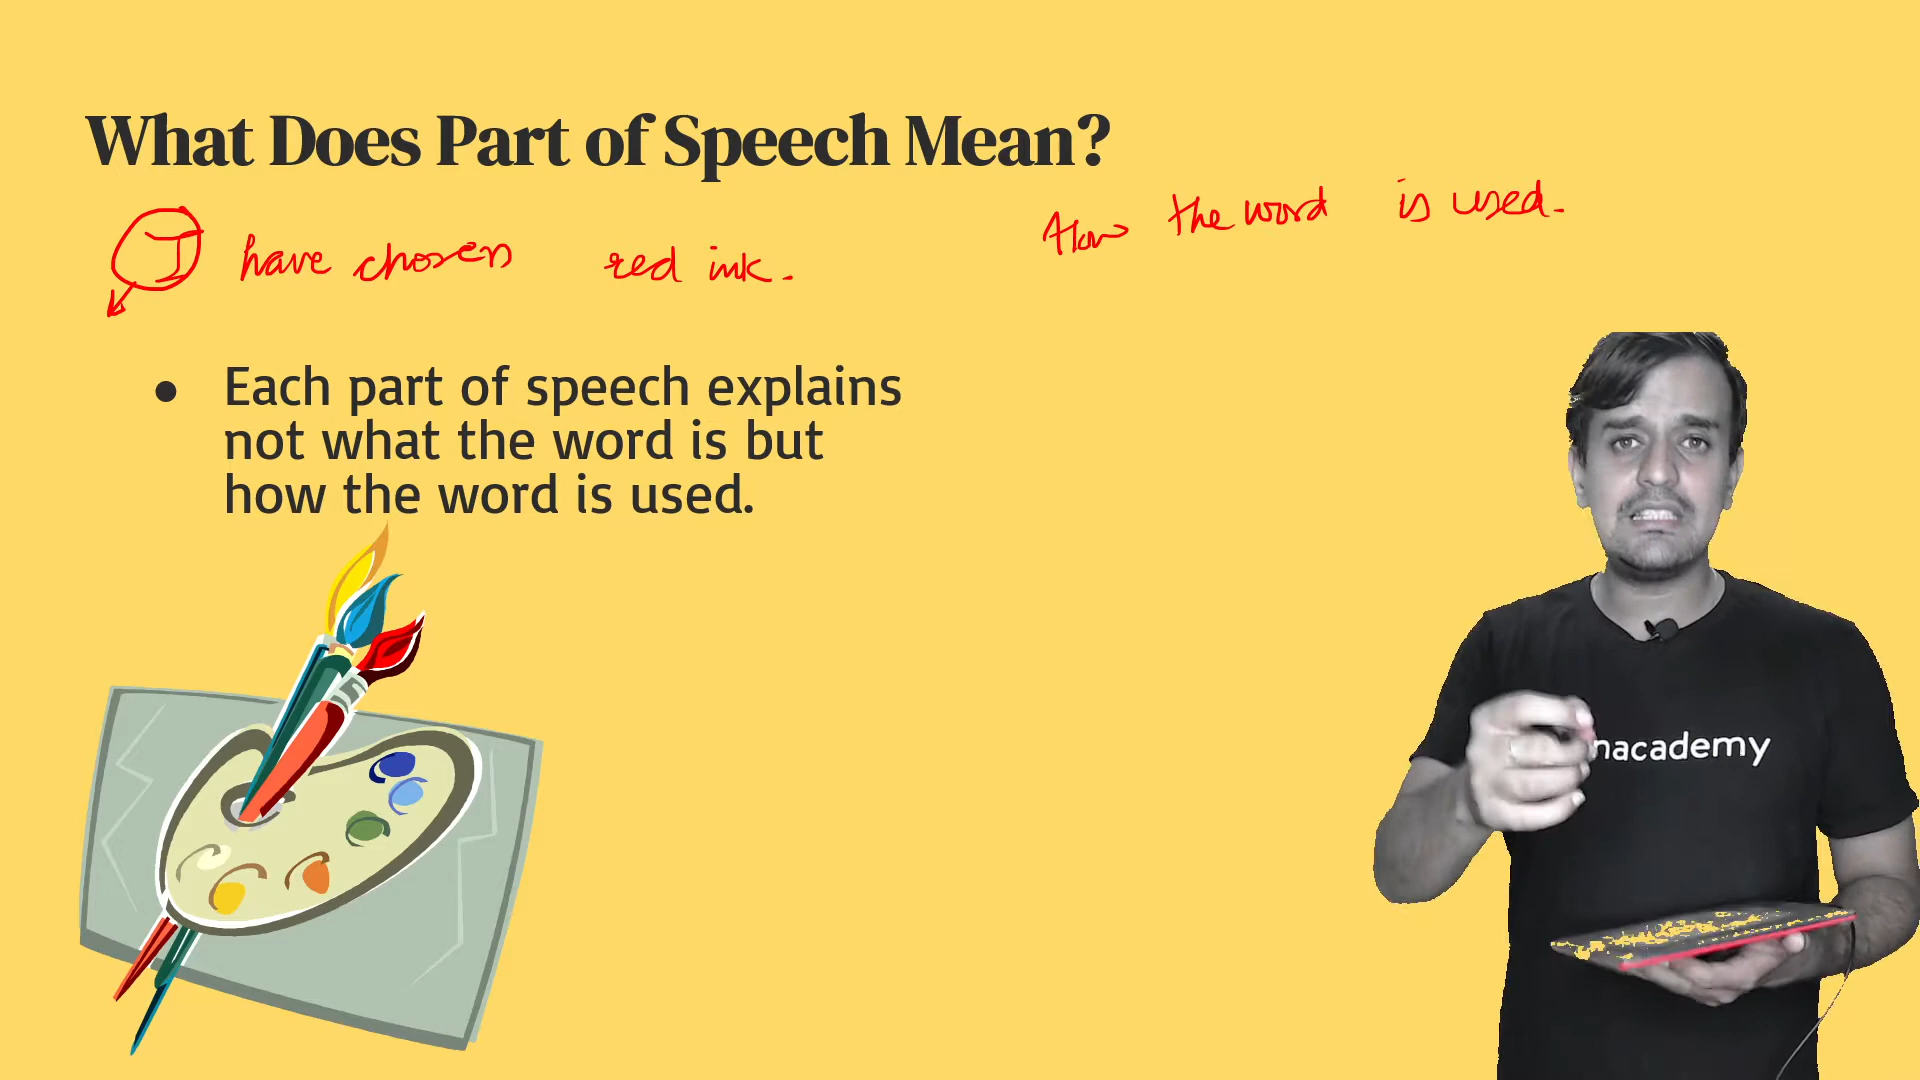 What Does Part of Speech Mean?
How the word is used.
I have chosen red ink.
• Each part of speech explains
not what the word is but
how the word is used.
nacademy